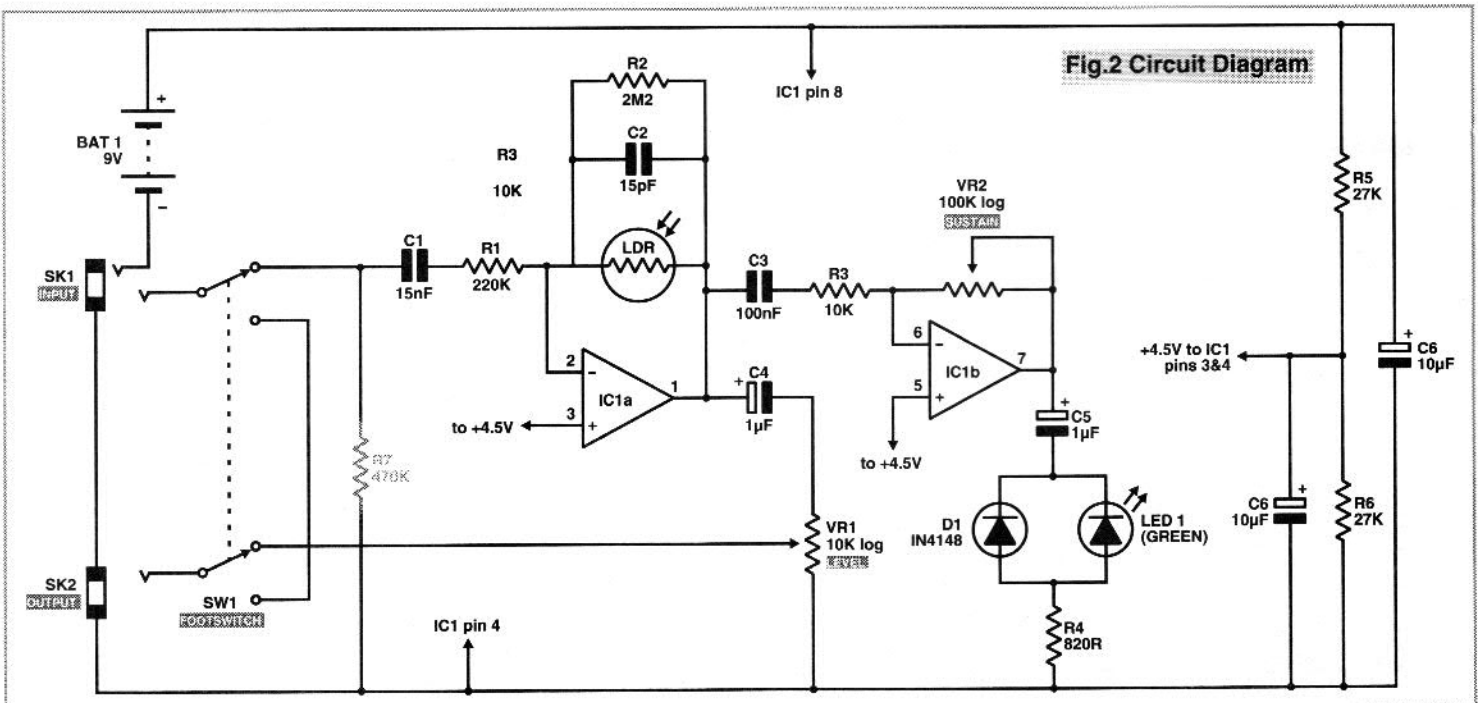 Fig.2 Circuit Diagram
IC1 pin 8
R2
2M2
C2
15pF
R3
10K
+
BAT 1
9V
–
VR2
100K log
SUSTAIN
R5
27K
LDR
C1
15nF
R1
220K
C3
100nF
R3
10K
SK1
INPUT
6
–
IC1b
7
5
+
to +4.5V
+4.5V to IC1
pins 3&4
+
C6
10µF
2
–
IC1a
1
3
+
to +4.5V
+
C4
1µF
+
C5
1µF
R7
470K
D1
IN4148
LED 1
(GREEN)
+
C6
10µF
R6
27K
VR1
10K log
LEVEL
SK2
OUTPUT
SW1
FOOTSWITCH
IC1 pin 4
R4
820R